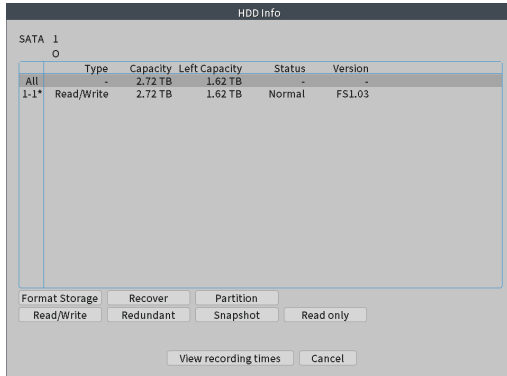 HDD Info
SATA 1
O
Type Capacity Left Capacity Status Version
All - 2.72 TB 1.62 TB - -
1-1* Read/Write 2.72 TB 1.62 TB Normal FS1.03
Format Storage Recover Partition
Read/Write Redundant Snapshot Read only
View recording times Cancel